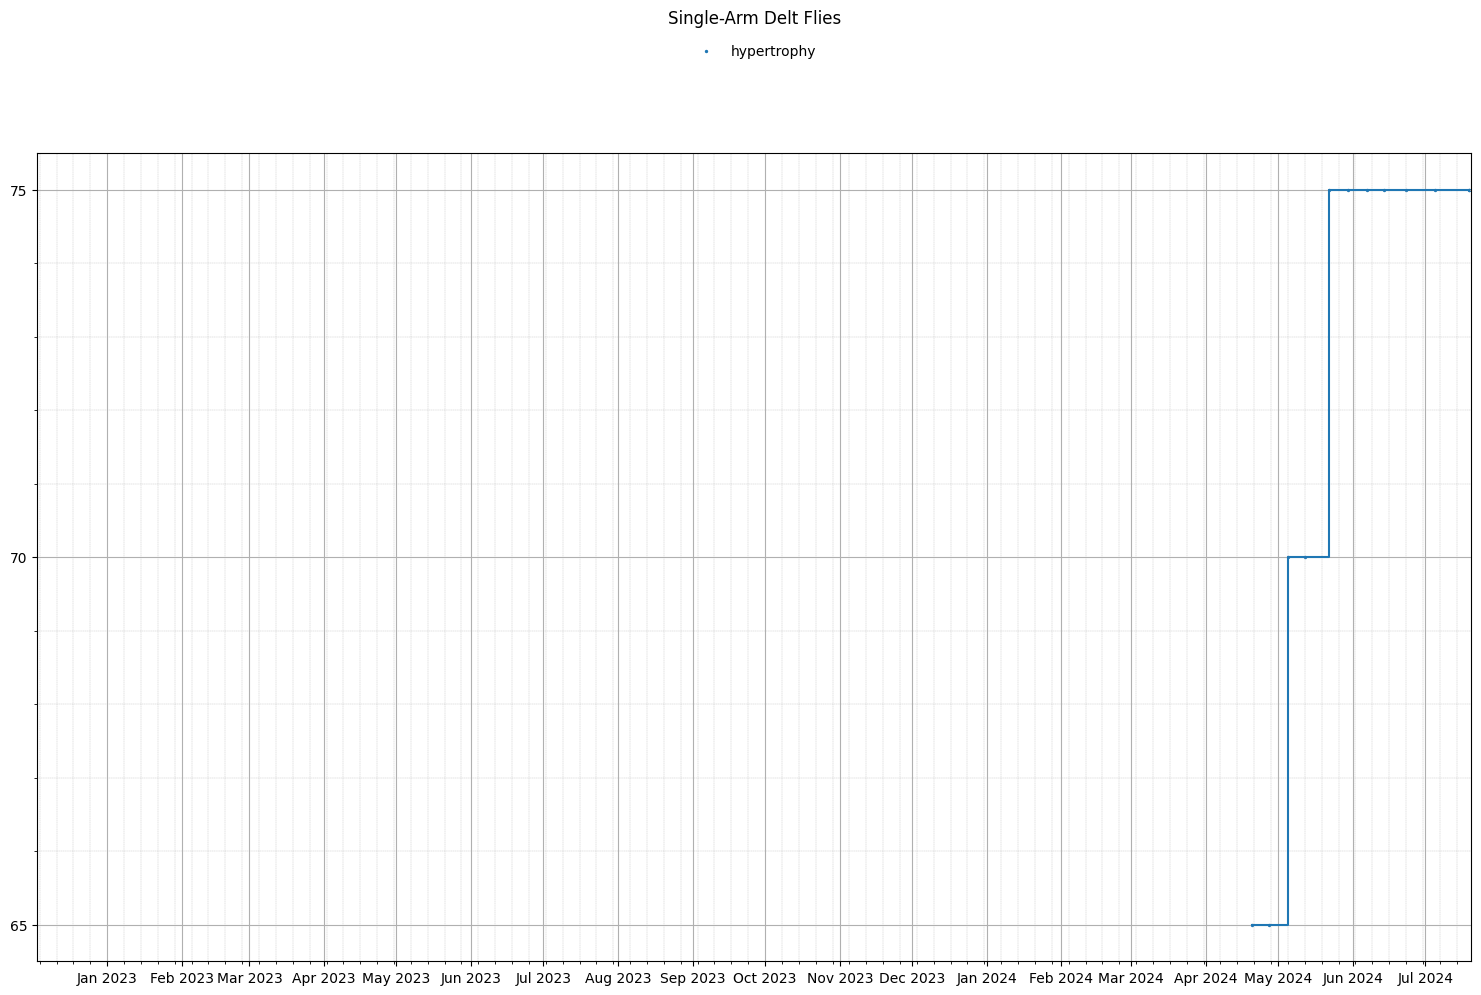 Single-Arm Delt Flies
hypertrophy
75
70
65
Jan 2023 Feb 2023 Mar 2023 Apr 2023 May 2023 Jun 2023 Jul 2023 Aug 2023 Sep 2023 Oct 2023 Nov 2023 Dec 2023 Jan 2024 Feb 2024 Mar 2024 Apr 2024 May 2024 Jun 2024 Jul 2024